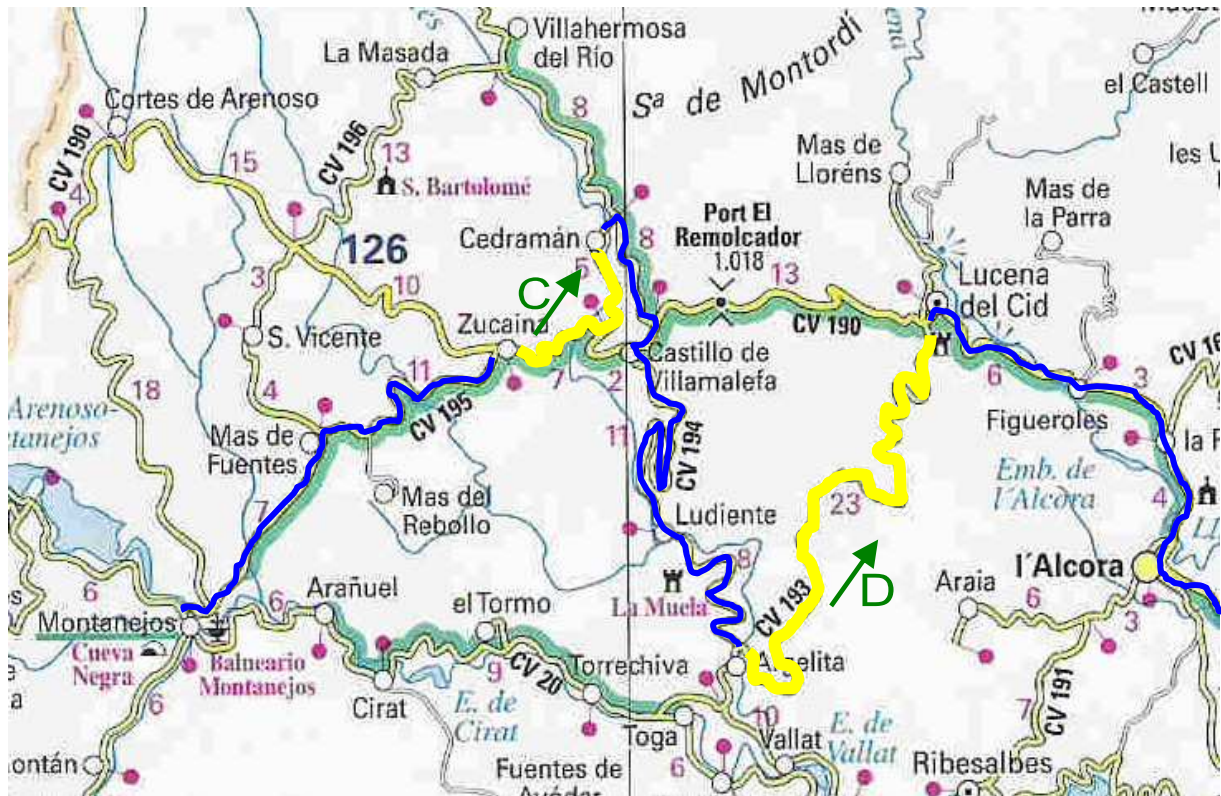 Villahermosa
del Río
La Masada
Sª de Montordí
el Castell
Cortes de Arenoso
CV 190
4
15
CV 196
13
S. Bartolomé
8
Mas de
Lloréns
Mas de
la Parra
les
Port El
Remolcador
1.018
13
Cedramán
8
126
5
C
3
10
Lucena
del Cid
CV 190
Zucaina
S. Vicente
Castillo de
Villamalefa
7
2
6
3
CV 16
11
CV 195
4
18
Arenoso-
Mas de
Fuentes
11
CV 194
Figueroles
la
Emb. de
l'Alcora
4
Mas del
Rebollo
23
Ludiente
7
8
D
l'Alcora
Araia
6
3
La Muela
CV 193
6
Montanejos
6
Arañuel
el Tormo
Cueva
Negra
Balneario
Montanejos
9
CV 20
Torrechiva
Argelita
Cirat
E. de
Cirat
10
7
CV 191
6
Toga
Vallat
E. de
Vallat
6
Fuentes de
Ribesalbes